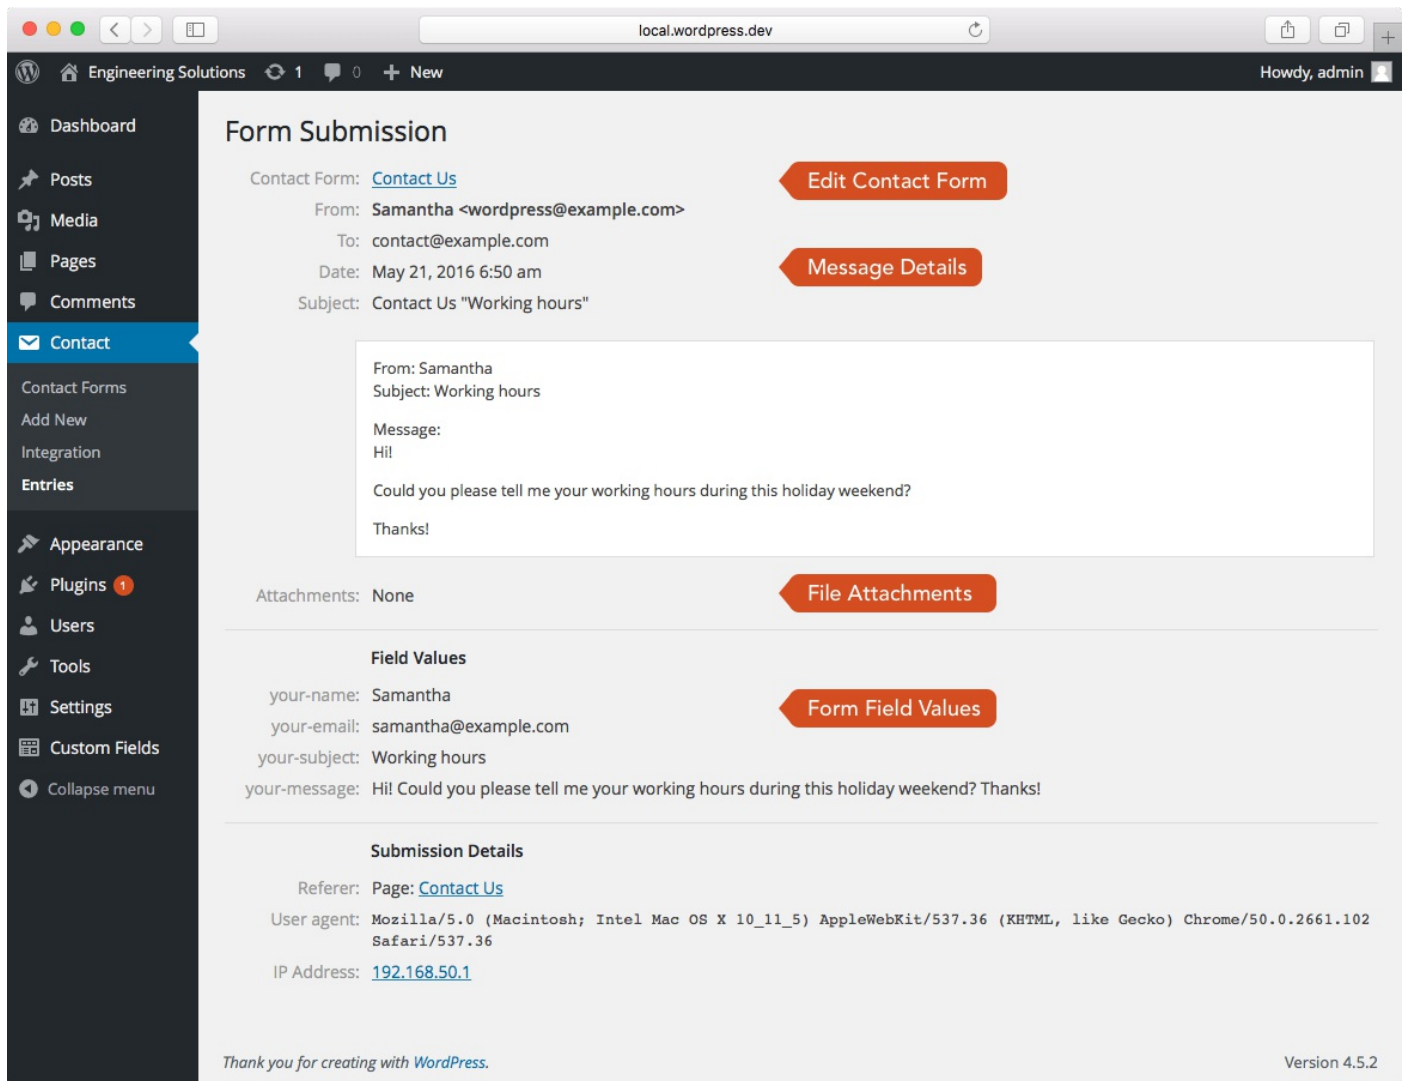 local.wordpress.dev
Engineering Solutions 1 0 + New Howdy, admin
Dashboard
Posts
Media
Pages
Comments
Contact
Contact Forms
Add New
Integration
Entries
Appearance
Plugins 1
Users
Tools
Settings
Custom Fields
Collapse menu
Form Submission
Contact Form: Contact Us
Edit Contact Form
From: Samantha <wordpress@example.com>
To: contact@example.com
Date: May 21, 2016 6:50 am
Message Details
Subject: Contact Us "Working hours"
From: Samantha
Subject: Working hours
Message:
Hi!
Could you please tell me your working hours during this holiday weekend?
Thanks!
Attachments: None
File Attachments
Field Values
your-name: Samantha
Form Field Values
your-email: samantha@example.com
your-subject: Working hours
your-message: Hi! Could you please tell me your working hours during this holiday weekend? Thanks!
Submission Details
Referer: Page: Contact Us
User agent: Mozilla/5.0 (Macintosh; Intel Mac OS X 10_11_5) AppleWebKit/537.36 (KHTML, like Gecko) Chrome/50.0.2661.102
Safari/537.36
IP Address: 192.168.50.1
Thank you for creating with WordPress.
Version 4.5.2